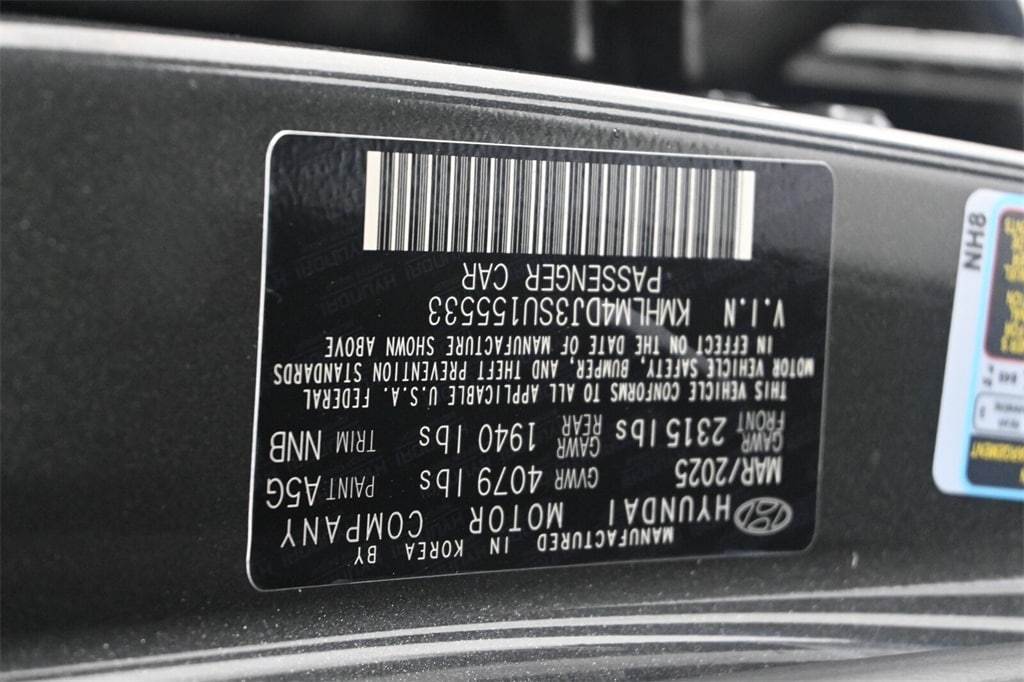 MANUFACTURED IN KOREA BY
HYUNDAI MOTOR COMPANY
MAR/2025 GVWR 4079 lbs PAINT A5G
GAWR FRONT 2315 lbs GAWR REAR 1940 lbs TRIM NNB
THIS VEHICLE CONFORMS TO ALL APPLICABLE U.S.A. FEDERAL
MOTOR VEHICLE SAFETY, BUMPER, AND THEFT PREVENTION STANDARDS
IN EFFECT ON THE DATE OF MANUFACTURE SHOWN ABOVE
V.I.N KMHLM4DJ3SU155533
PASSENGER CAR
NH8